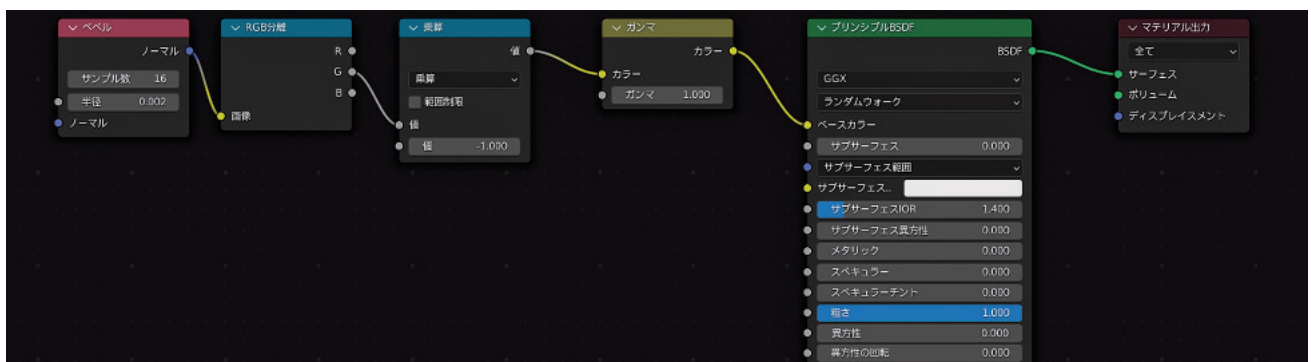 ベベル
ノーマル
サンプル数 16
半径 0.002
ノーマル
RGB分離
R
G
B
画像
乗算
値
乗算
範囲制限
値
値 -1.000
ガンマ
カラー
カラー
ガンマ 1.000
プリンシプルBSDF
BSDF
GGX
ランダムウォーク
ベースカラー
サブサーフェス 0.000
サブサーフェス範囲
サブサーフェス...
サブサーフェスIOR 1.400
サブサーフェス異方性 0.000
メタリック 0.000
スペキュラー 0.000
スペキュラーチント 0.000
粗さ 1.000
異方性 0.000
異方性の回転 0.000
マテリアル出力
全て
サーフェス
ボリューム
ディスプレイスメント